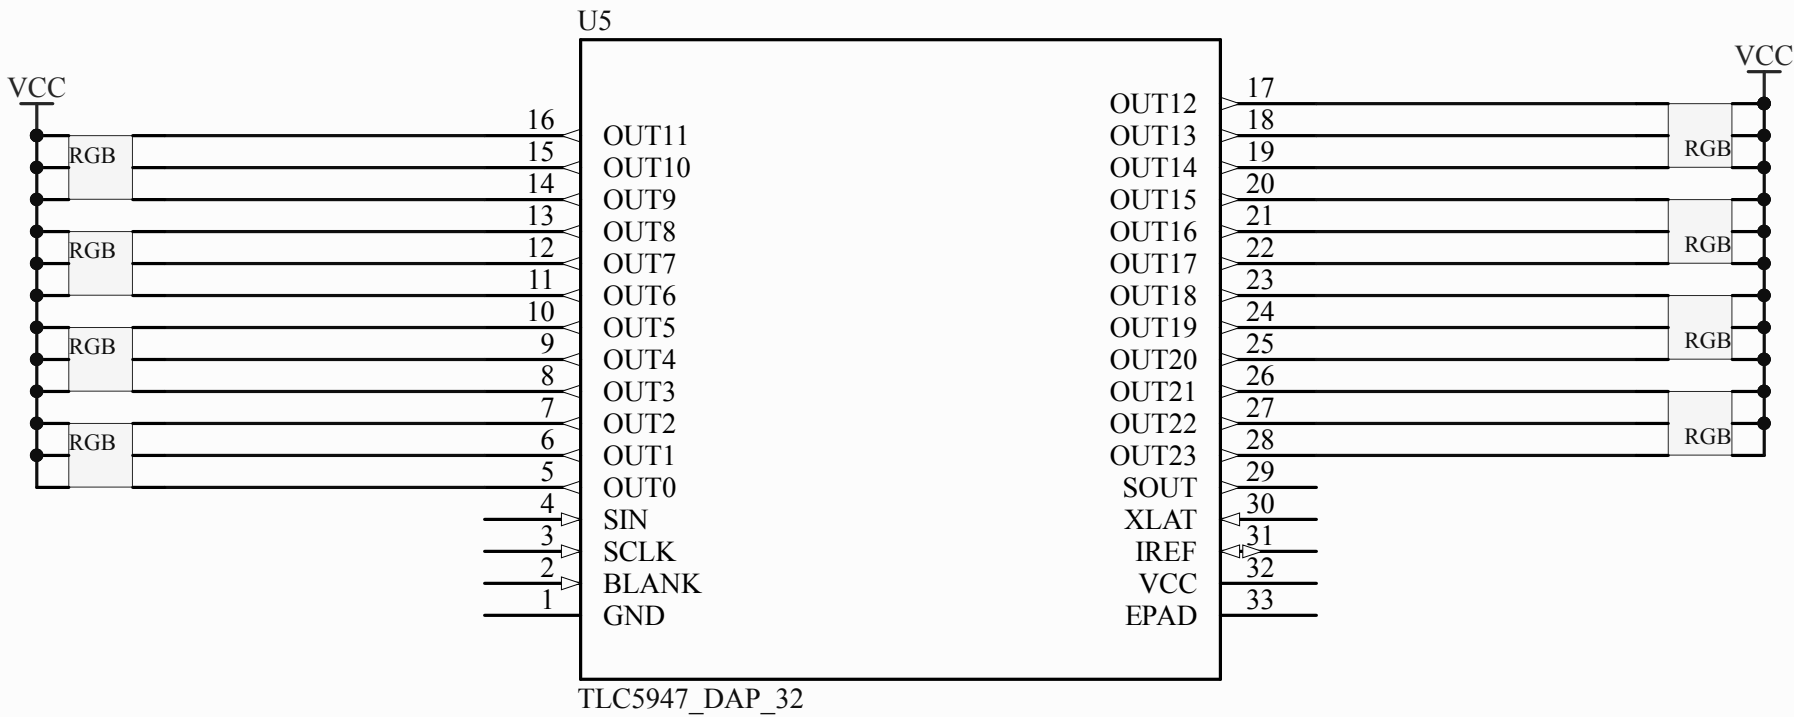 U5
VCC
VCC
16 OUT11
15 OUT10
14 OUT9
13 OUT8
12 OUT7
11 OUT6
10 OUT5
9 OUT4
8 OUT3
7 OUT2
6 OUT1
5 OUT0
4 SIN
3 SCLK
2 BLANK
1 GND
RGB
RGB
RGB
RGB
OUT12 17
OUT13 18
OUT14 19
OUT15 20
OUT16 21
OUT17 22
OUT18 23
OUT19 24
OUT20 25
OUT21 26
OUT22 27
OUT23 28
SOUT 29
XLAT 30
IREF 31
VCC 32
EPAD 33
RGB
RGB
RGB
RGB
TLC5947_DAP_32